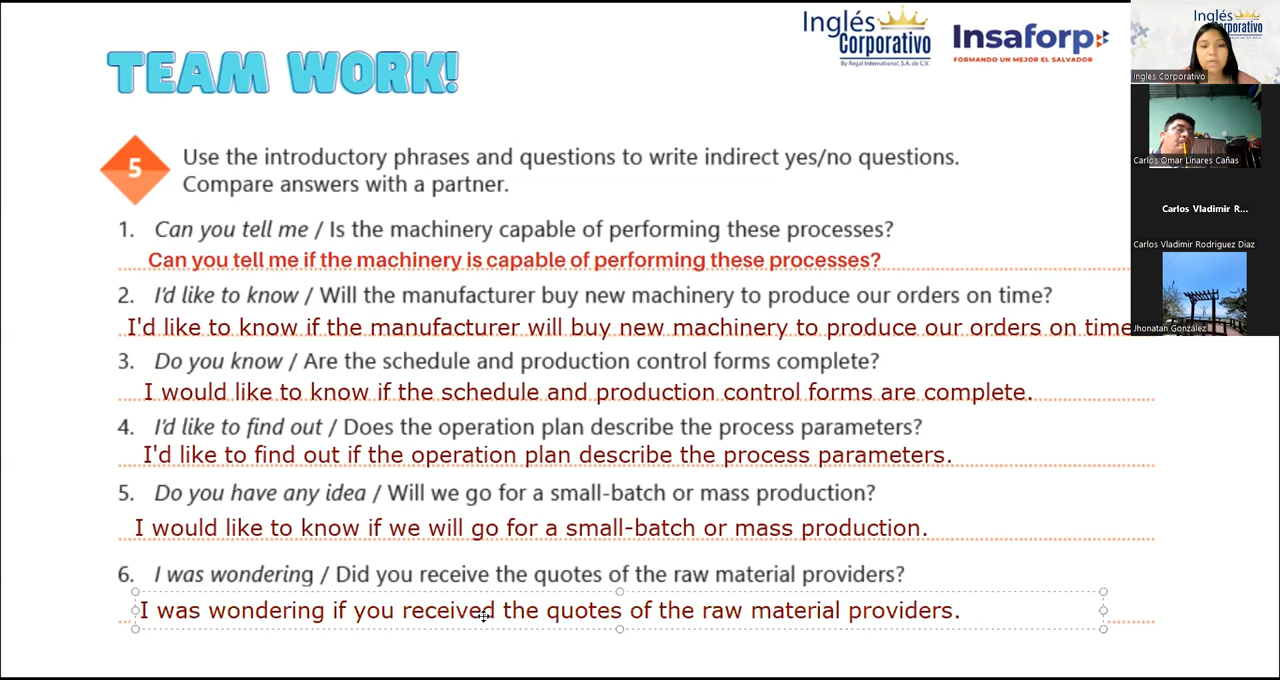 Inglés
Corporativo
By Regal International, S.A. de C.V.
Insaforp
FORMANDO UN MEJOR EL SALVADOR
TEAM WORK!
5
Use the introductory phrases and questions to write indirect yes/no questions.
Compare answers with a partner.
1. Can you tell me / Is the machinery capable of performing these processes?
Can you tell me if the machinery is capable of performing these processes?
2. I'd like to know / Will the manufacturer buy new machinery to produce our orders on time?
I'd like to know if the manufacturer will buy new machinery to produce our orders on time
3. Do you know / Are the schedule and production control forms complete?
I would like to know if the schedule and production control forms are complete.
4. I'd like to find out / Does the operation plan describe the process parameters?
I'd like to find out if the operation plan describe the process parameters.
5. Do you have any idea / Will we go for a small-batch or mass production?
I would like to know if we will go for a small-batch or mass production.
6. I was wondering / Did you receive the quotes of the raw material providers?
I was wondering if you received the quotes of the raw material providers.
Inglés
Corporativo
Ingles Corporativo
Carlos Omar Linares Cañas
Carlos Vladimir R...
Carlos Vladimir Rodriguez Diaz
Jhonatan González